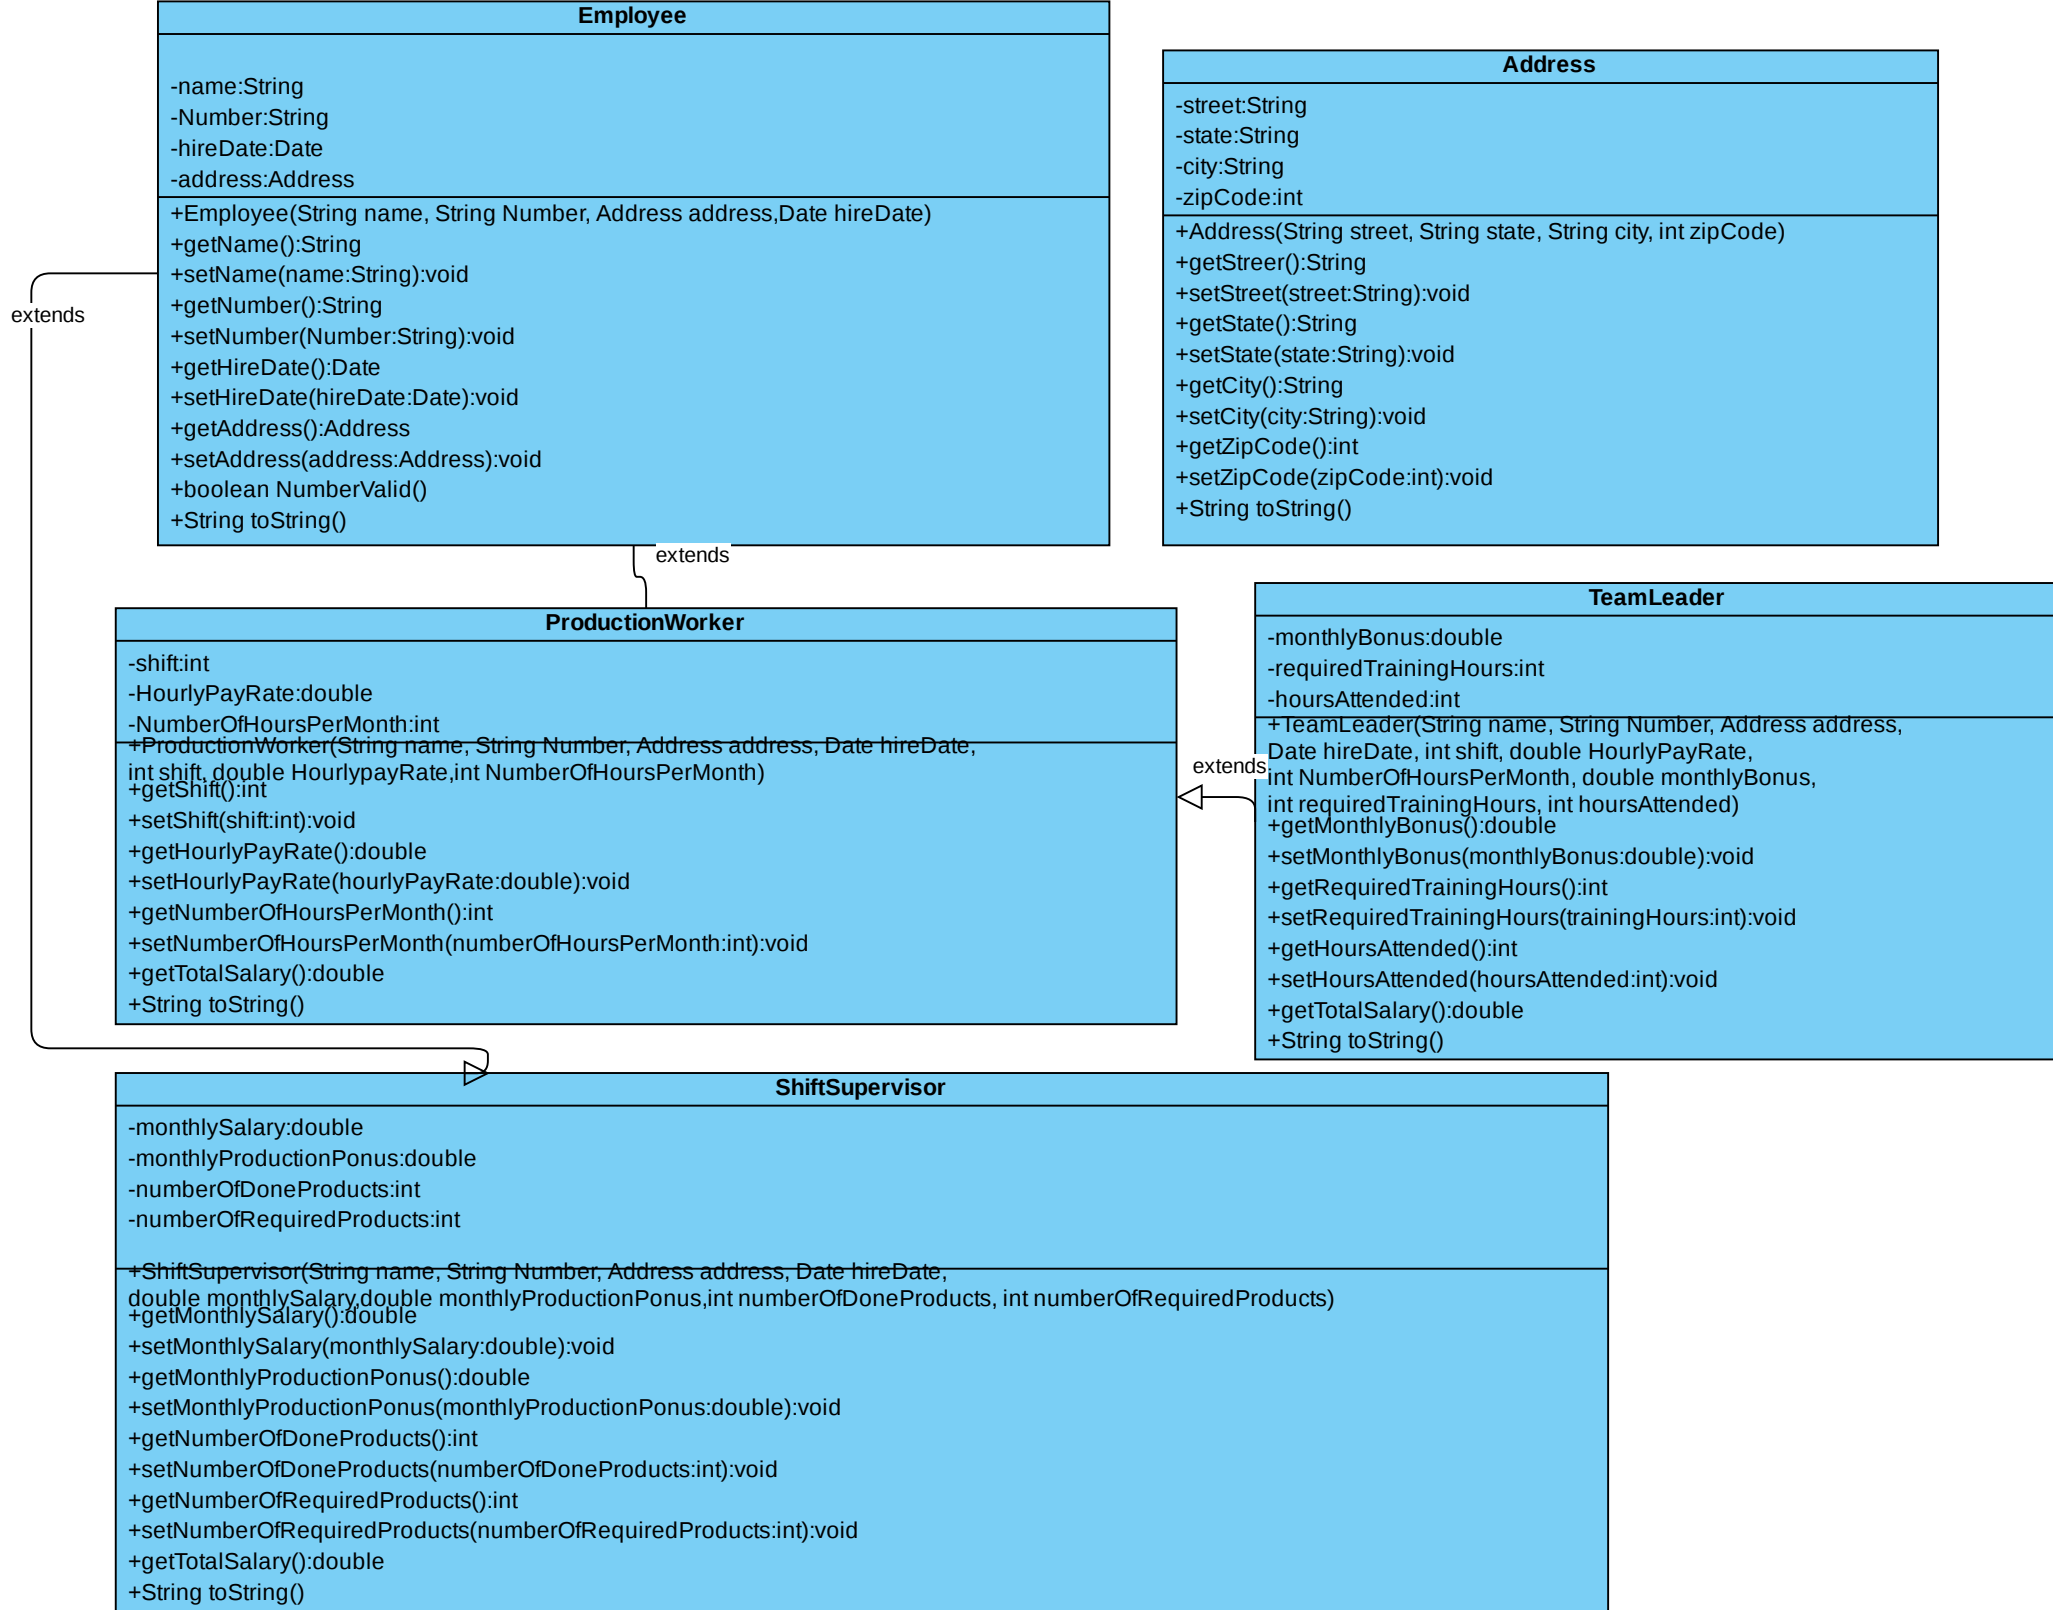 Employee
-name:String
-Number:String
-hireDate:Date
-address:Address
+Employee(String name, String Number, Address address,Date hireDate)
+getName():String
+setName(name:String):void
+getNumber():String
+setNumber(Number:String):void
+getHireDate():Date
+setHireDate(hireDate:Date):void
+getAddress():Address
+setAddress(address:Address):void
+boolean NumberValid()
+String toString()
Address
-street:String
-state:String
-city:String
-zipCode:int
+Address(String street, String state, String city, int zipCode)
+getStreer():String
+setStreet(street:String):void
+getState():String
+setState(state:String):void
+getCity():String
+setCity(city:String):void
+getZipCode():int
+setZipCode(zipCode:int):void
+String toString()
extends
extends
ProductionWorker
-shift:int
-HourlyPayRate:double
-NumberOfHoursPerMonth:int
+ProductionWorker(String name, String Number, Address address, Date hireDate,
int shift, double HourlypayRate,int NumberOfHoursPerMonth)
+getShift():int
+setShift(shift:int):void
+getHourlyPayRate():double
+setHourlyPayRate(hourlyPayRate:double):void
+getNumberOfHoursPerMonth():int
+setNumberOfHoursPerMonth(numberOfHoursPerMonth:int):void
+getTotalSalary():double
+String toString()
extends
TeamLeader
-monthlyBonus:double
-requiredTrainingHours:int
-hoursAttended:int
+TeamLeader(String name, String Number, Address address,
Date hireDate, int shift, double HourlyPayRate,
int NumberOfHoursPerMonth, double monthlyBonus,
int requiredTrainingHours, int hoursAttended)
+getMonthlyBonus():double
+setMonthlyBonus(monthlyBonus:double):void
+getRequiredTrainingHours():int
+setRequiredTrainingHours(trainingHours:int):void
+getHoursAttended():int
+setHoursAttended(hoursAttended:int):void
+getTotalSalary():double
+String toString()
ShiftSupervisor
-monthlySalary:double
-monthlyProductionPonus:double
-numberOfDoneProducts:int
-numberOfRequiredProducts:int
+ShiftSupervisor(String name, String Number, Address address, Date hireDate,
double monthlySalary,double monthlyProductionPonus,int numberOfDoneProducts, int numberOfRequiredProducts)
+getMonthlySalary():double
+setMonthlySalary(monthlySalary:double):void
+getMonthlyProductionPonus():double
+setMonthlyProductionPonus(monthlyProductionPonus:double):void
+getNumberOfDoneProducts():int
+setNumberOfDoneProducts(numberOfDoneProducts:int):void
+getNumberOfRequiredProducts():int
+setNumberOfRequiredProducts(numberOfRequiredProducts:int):void
+getTotalSalary():double
+String toString()